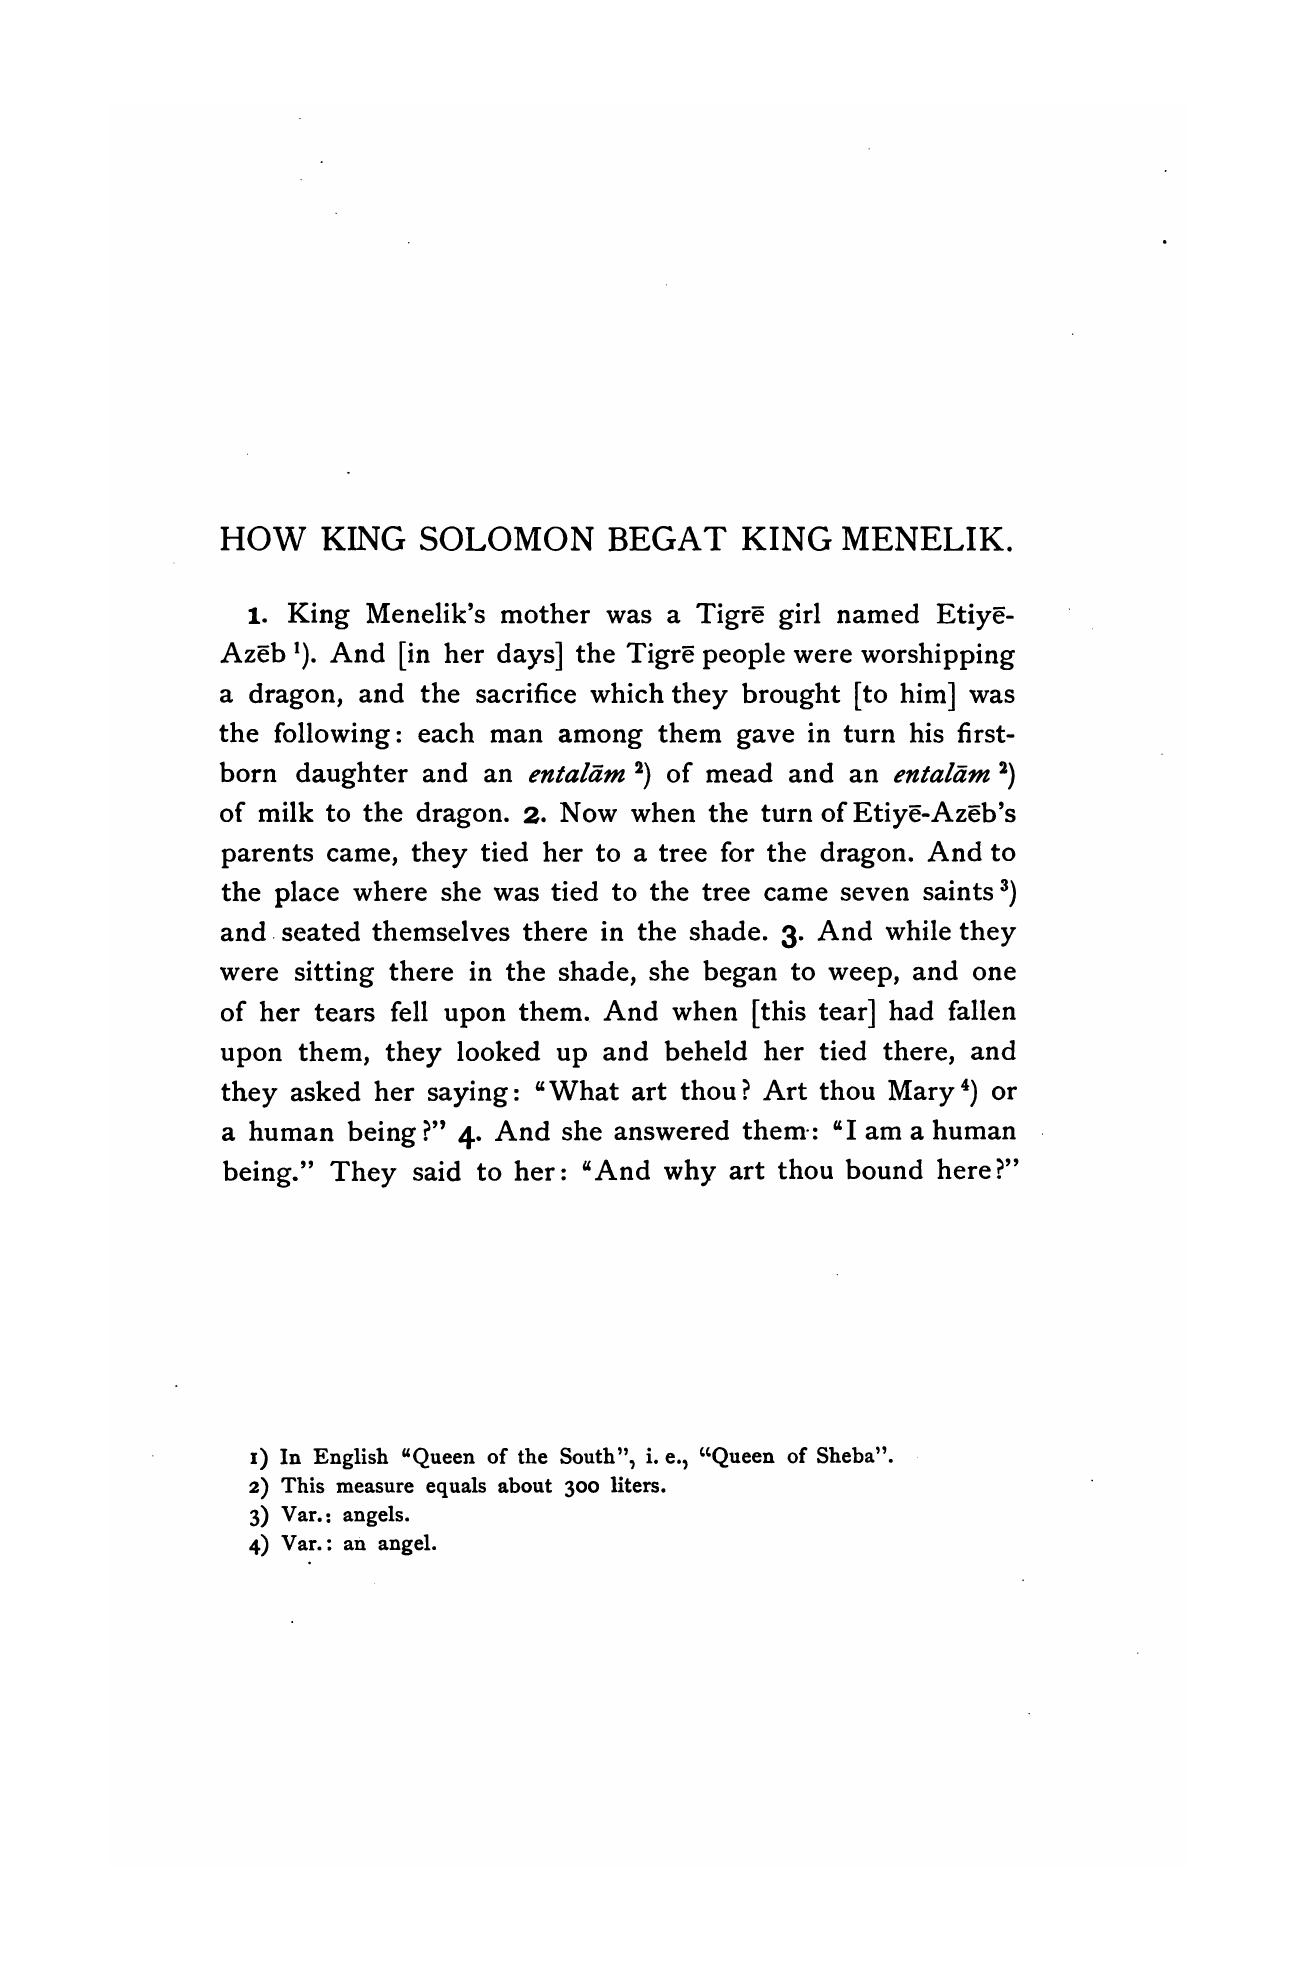 HOW KING SOLOMON BEGAT KING MENELIK.
1. King Menelik's mother was a Tigrē girl named Etiyē-
Azēb ¹). And [in her days] the Tigrē people were worshipping
a dragon, and the sacrifice which they brought [to him] was
the following: each man among them gave in turn his first-
born daughter and an entalām ²) of mead and an entalām ²)
of milk to the dragon. 2. Now when the turn of Etiyē-Azēb's
parents came, they tied her to a tree for the dragon. And to
the place where she was tied to the tree came seven saints ³)
and seated themselves there in the shade. 3. And while they
were sitting there in the shade, she began to weep, and one
of her tears fell upon them. And when [this tear] had fallen
upon them, they looked up and beheld her tied there, and
they asked her saying: “What art thou? Art thou Mary ⁴) or
a human being?” 4. And she answered them: “I am a human
being.” They said to her: “And why art thou bound here?”
1) In English “Queen of the South”, i. e., “Queen of Sheba”.
2) This measure equals about 300 liters.
3) Var.: angels.
4) Var.: an angel.